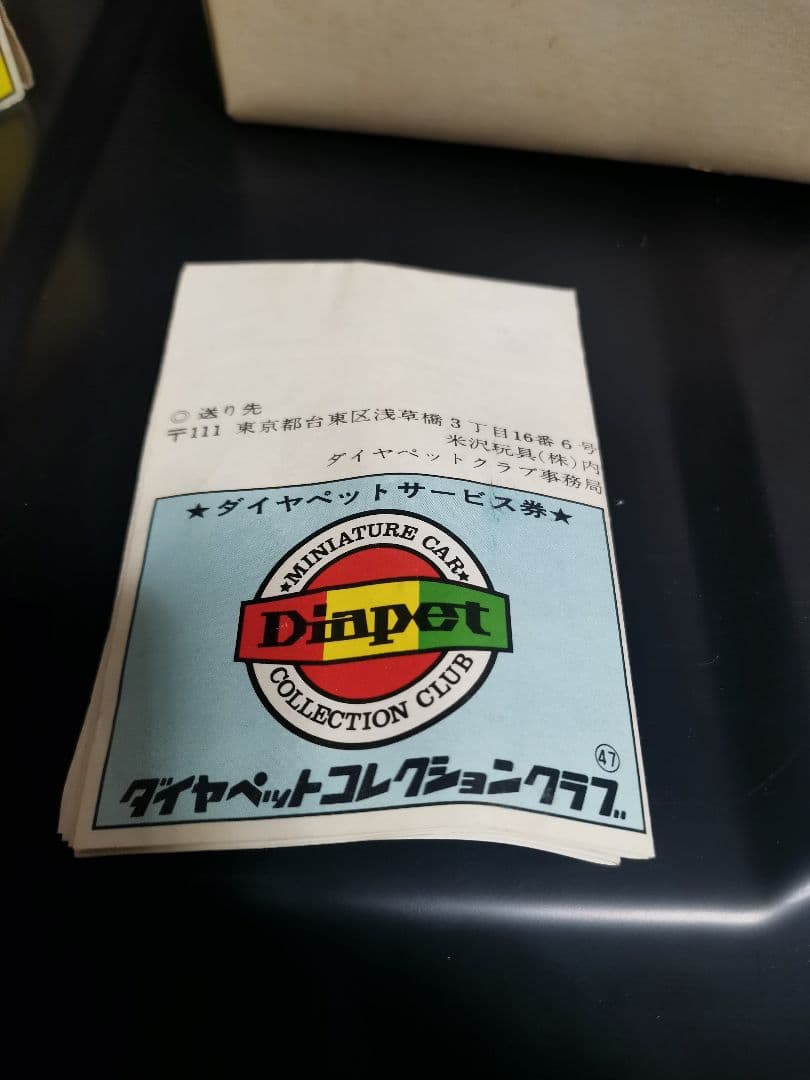 ◎ 送り先
〒111 東京都台東区浅草橋3丁目16番6号
米沢玩具(株)内
ダイヤペットクラブ事務局
★ダイヤペットサービス券★
★MINIATURE CAR★
Diapet
COLLECTION CLUB
㊼
ダイヤペットコレクションクラブ